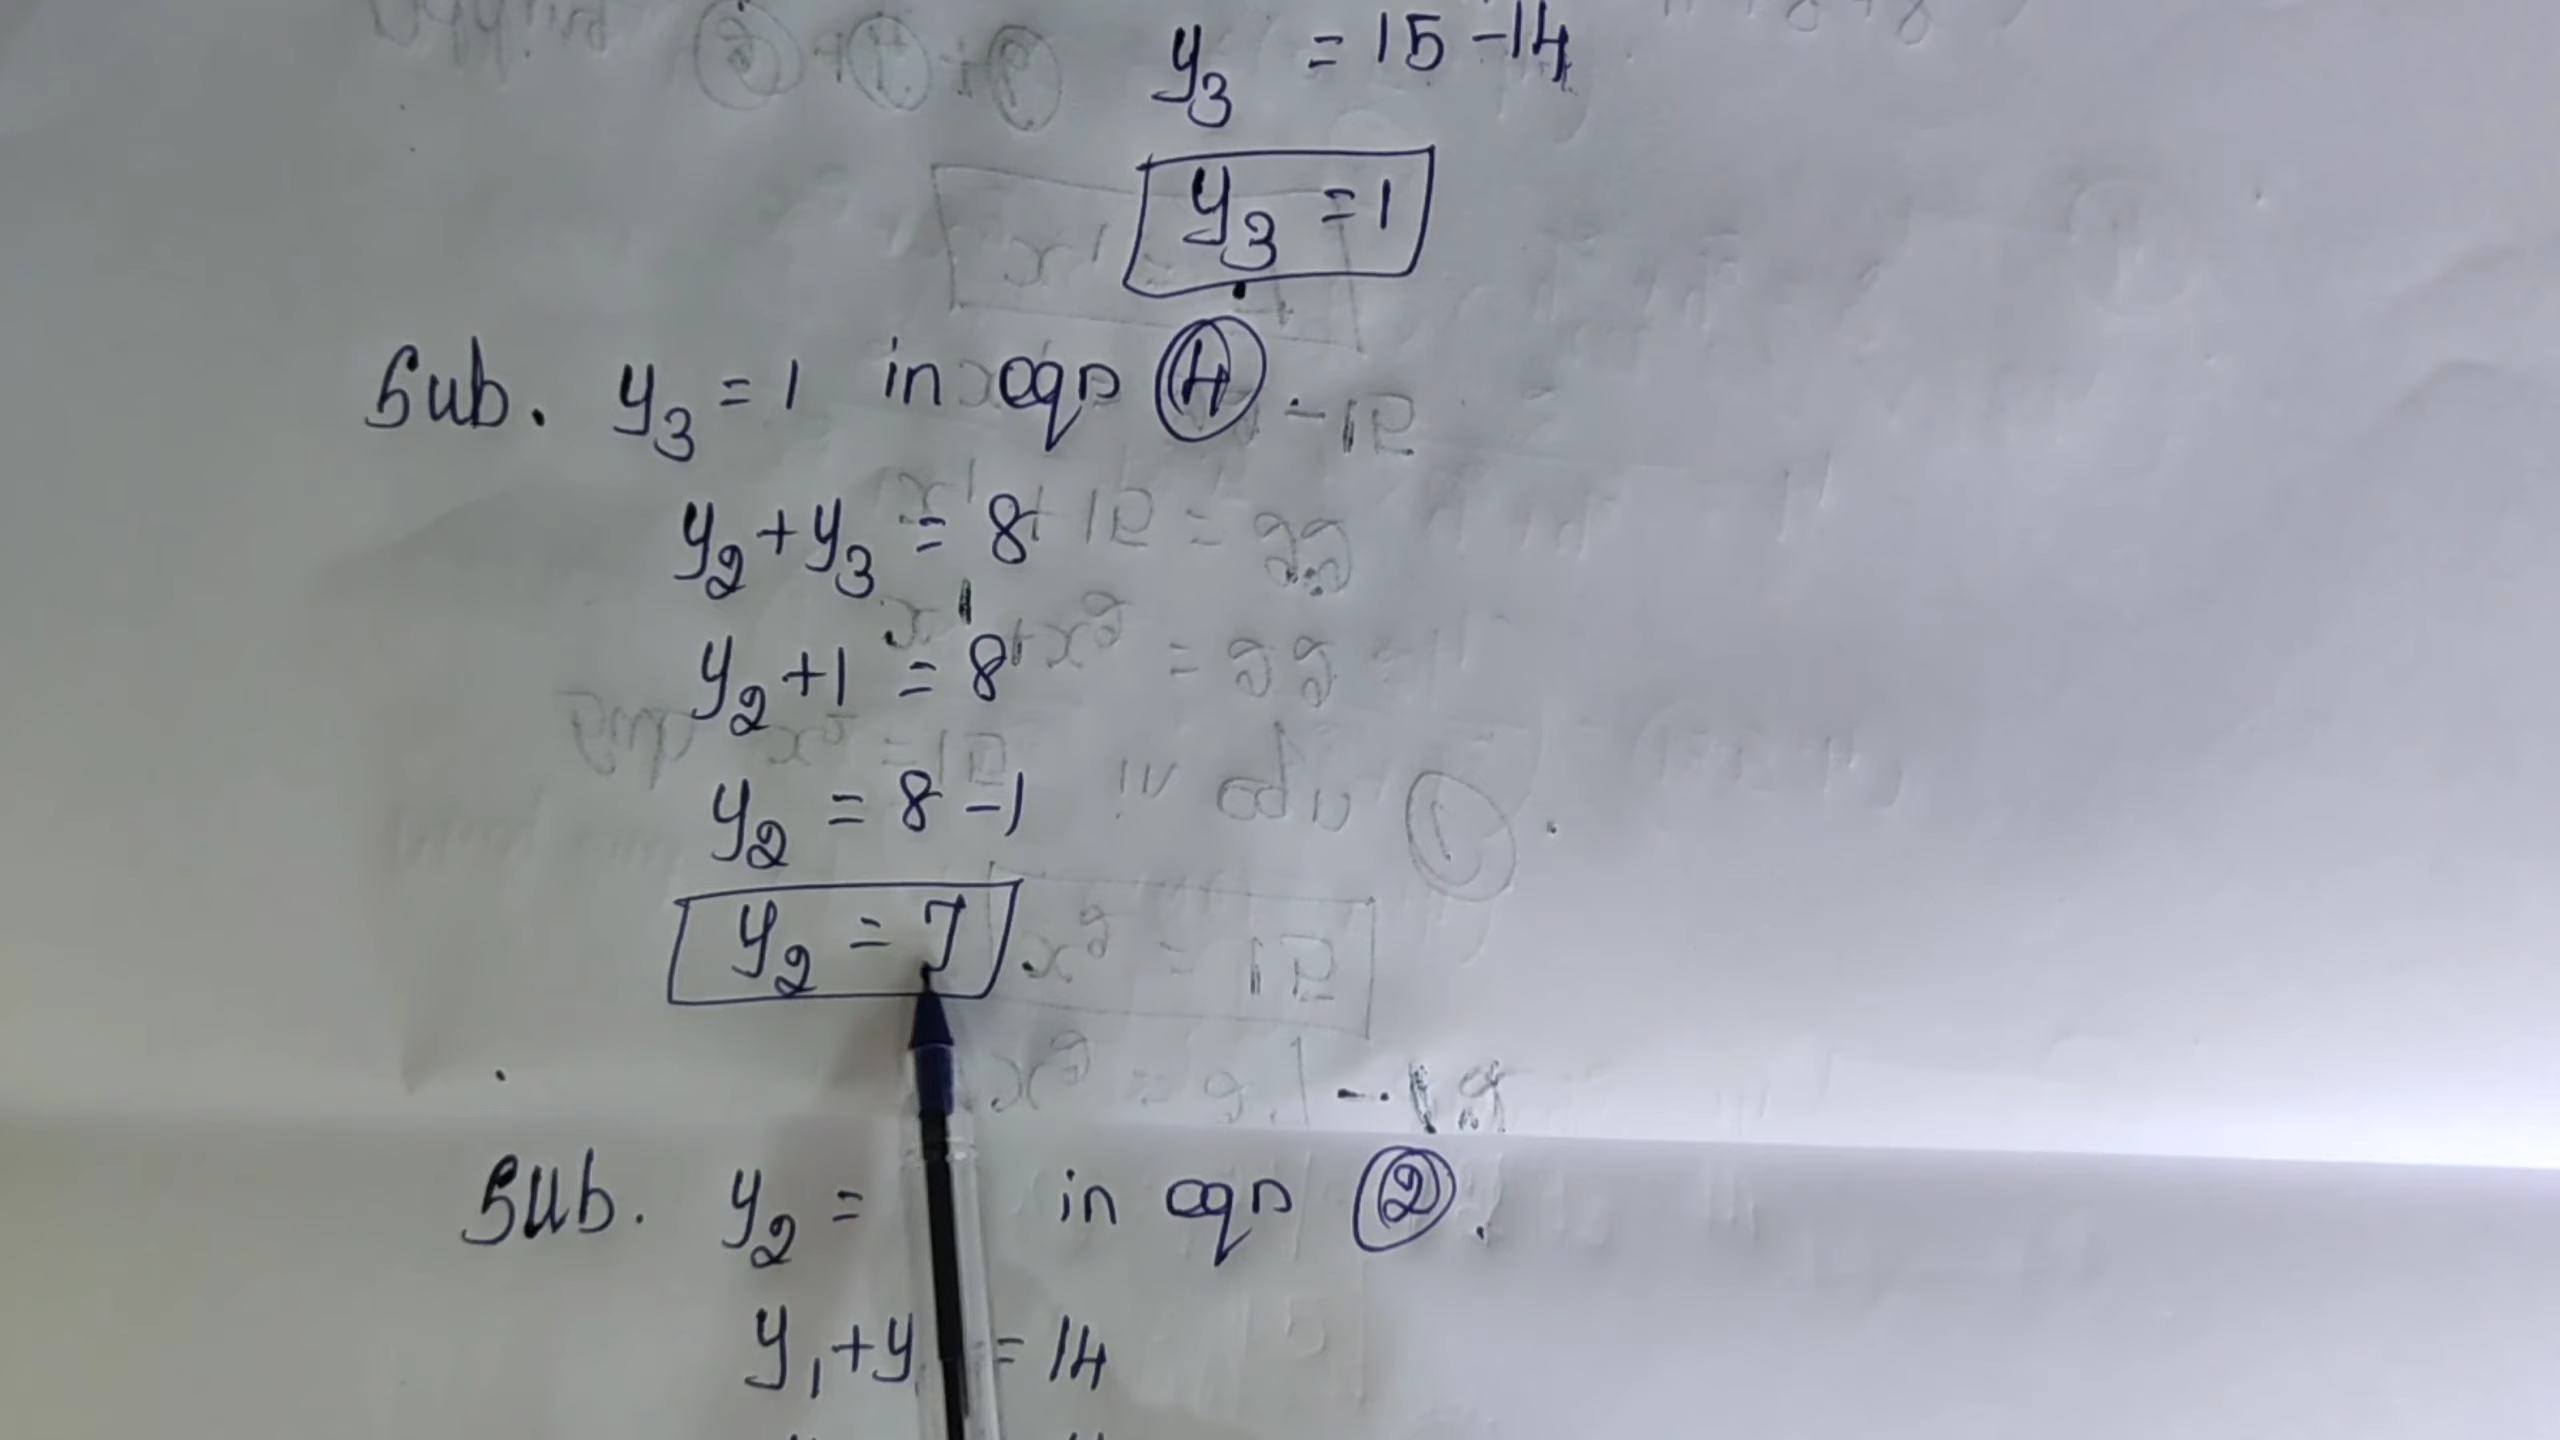 y₃ = 15 - 14
y₃ = 1
Sub. y₃ = 1 in eqn ④.
y₂ + y₃ = 8
y₂ + 1 = 8
y₂ = 8 - 1
y₂ = 7
Sub. y₂ = in eqn ②.
y₁ + y = 14